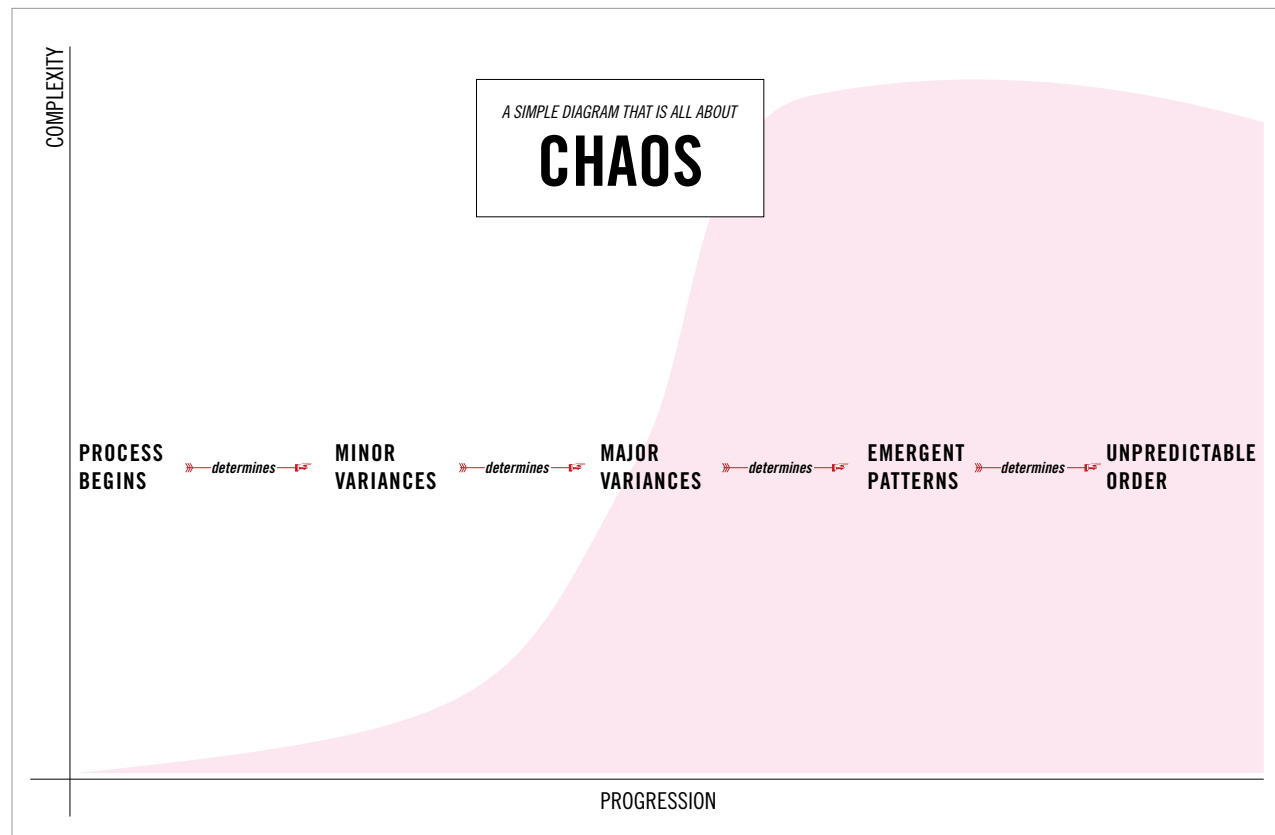 COMPLEXITY
A SIMPLE DIAGRAM THAT IS ALL ABOUT
CHAOS
PROCESS
BEGINS
determines
MINOR
VARIANCES
determines
MAJOR
VARIANCES
determines
EMERGENT
PATTERNS
determines
UNPREDICTABLE
ORDER
PROGRESSION